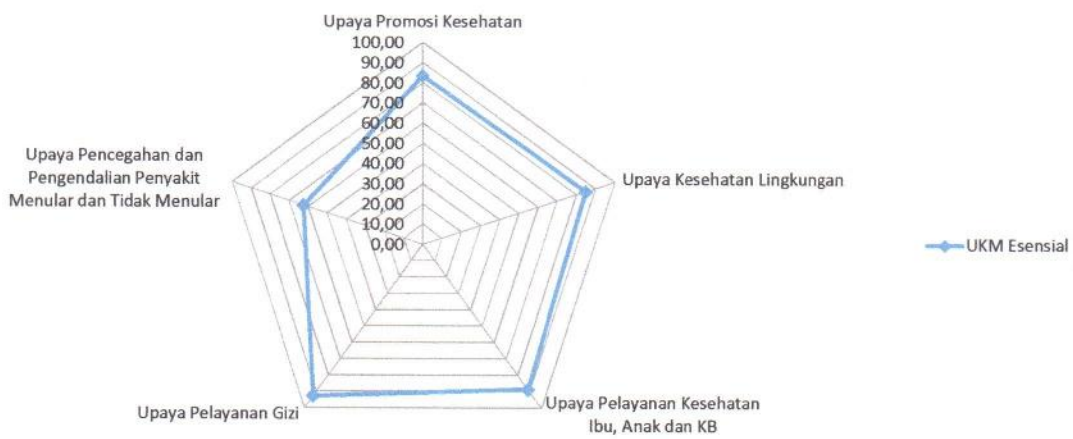 Upaya Promosi Kesehatan
100,00
90,00
80,00
70,00
60,00
50,00
40,00
30,00
20,00
10,00
0,00
Upaya Kesehatan Lingkungan
Upaya Pelayanan Kesehatan
Ibu, Anak dan KB
Upaya Pelayanan Gizi
Upaya Pencegahan dan
Pengendalian Penyakit
Menular dan Tidak Menular
UKM Esensial